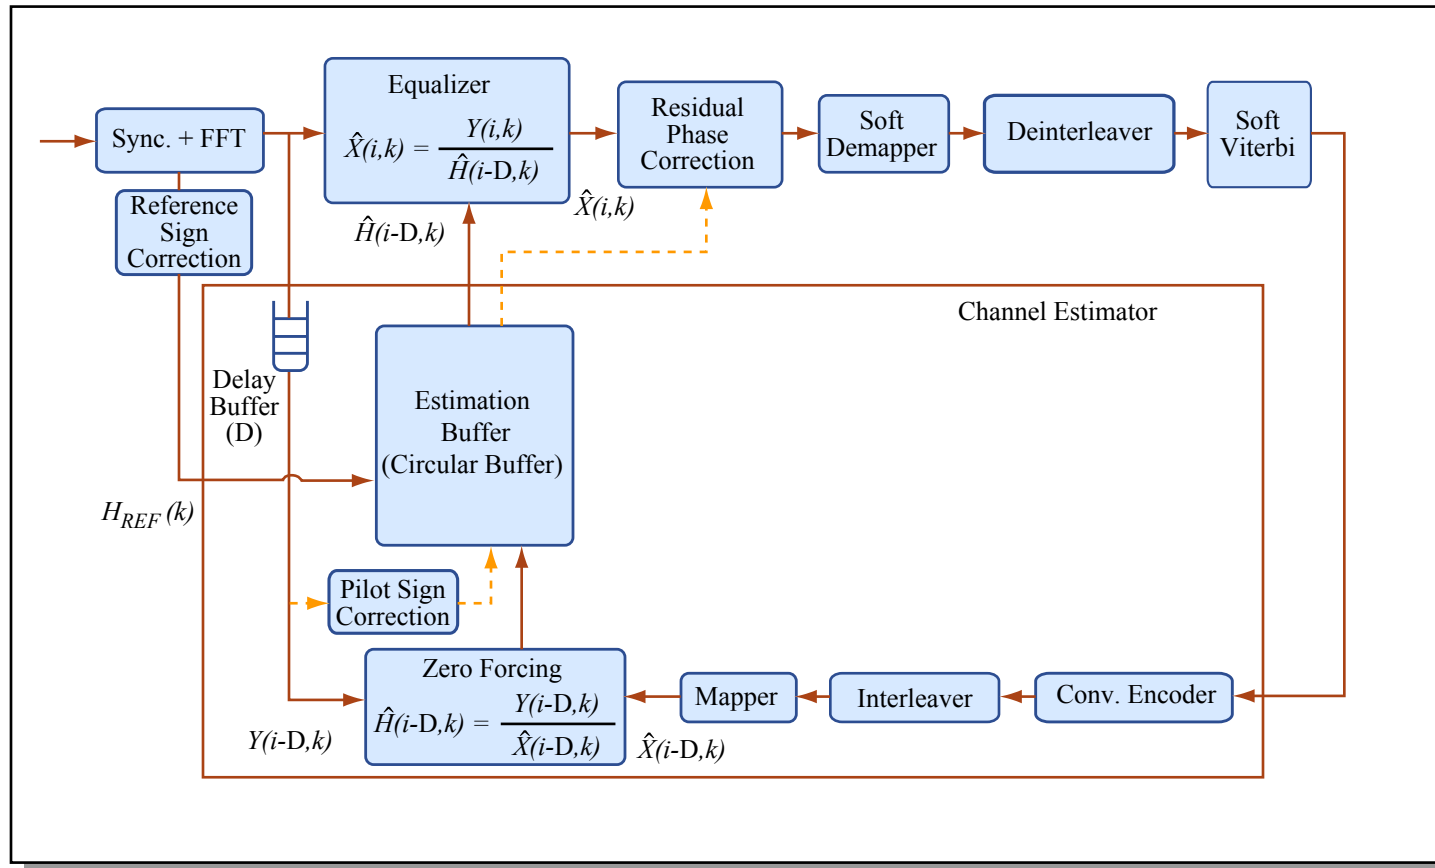 Sync. + FFT
Equalizer
X̂(i,k) = Y(i,k) / Ĥ(i-D,k)
Residual
Phase
Correction
Soft
Demapper
Deinterleaver
Soft
Viterbi
Reference
Sign
Correction
Ĥ(i-D,k)
X̂(i,k)
Channel Estimator
Delay
Buffer
(D)
Estimation
Buffer
(Circular Buffer)
H_REF (k)
Pilot Sign
Correction
Zero Forcing
Ĥ(i-D,k) = Y(i-D,k) / X̂(i-D,k)
Mapper
Interleaver
Conv. Encoder
Y(i-D,k)
X̂(i-D,k)